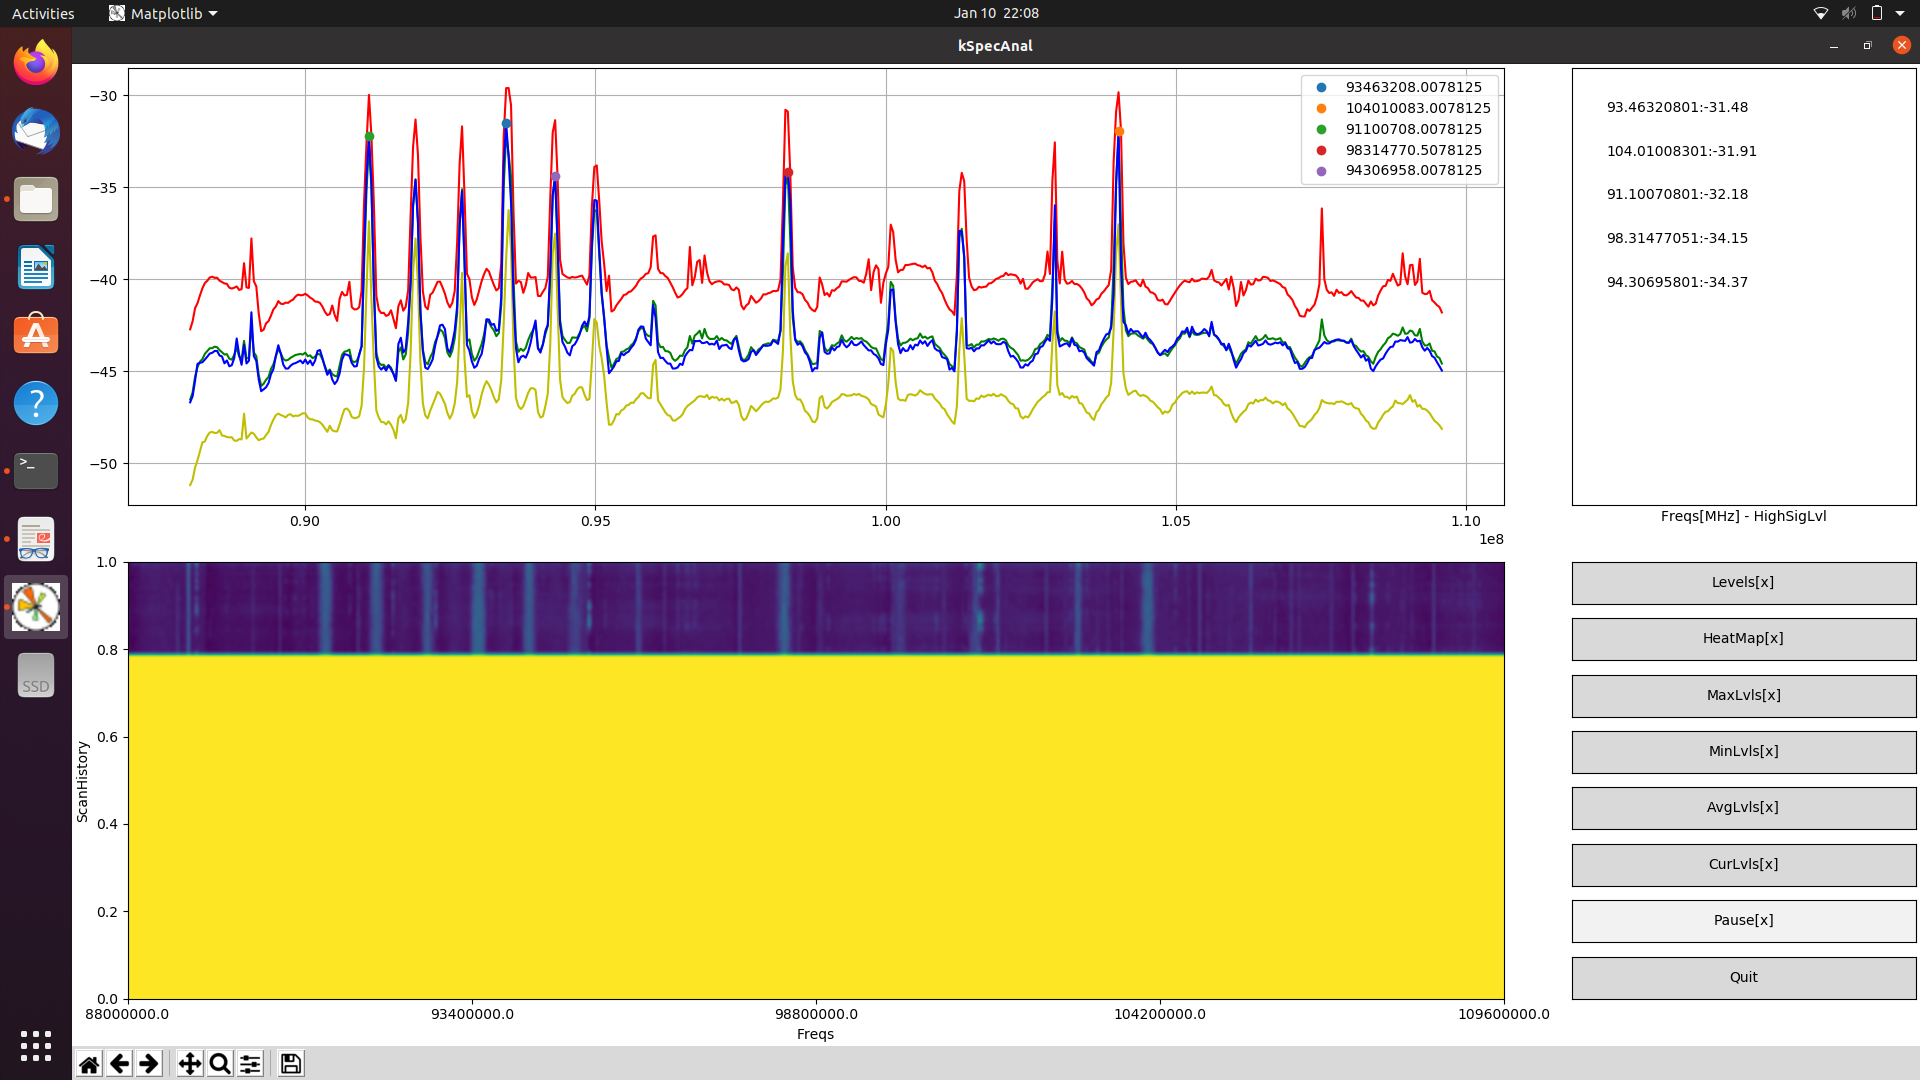 Activities
Matplotlib
Jan 10 22:08
kSpecAnal
−30
−35
−40
−45
−50
0.90
0.95
1.00
1.05
1.10
1e8
93463208.0078125
104010083.0078125
91100708.0078125
98314770.5078125
94306958.0078125
93.46320801:-31.48
104.01008301:-31.91
91.10070801:-32.18
98.31477051:-34.15
94.30695801:-34.37
Freqs[MHz] - HighSigLvl
1.0
0.8
0.6
0.4
0.2
0.0
ScanHistory
88000000.0
93400000.0
98800000.0
104200000.0
109600000.0
Freqs
Levels[x]
HeatMap[x]
MaxLvls[x]
MinLvls[x]
AvgLvls[x]
CurLvls[x]
Pause[x]
Quit
SSD